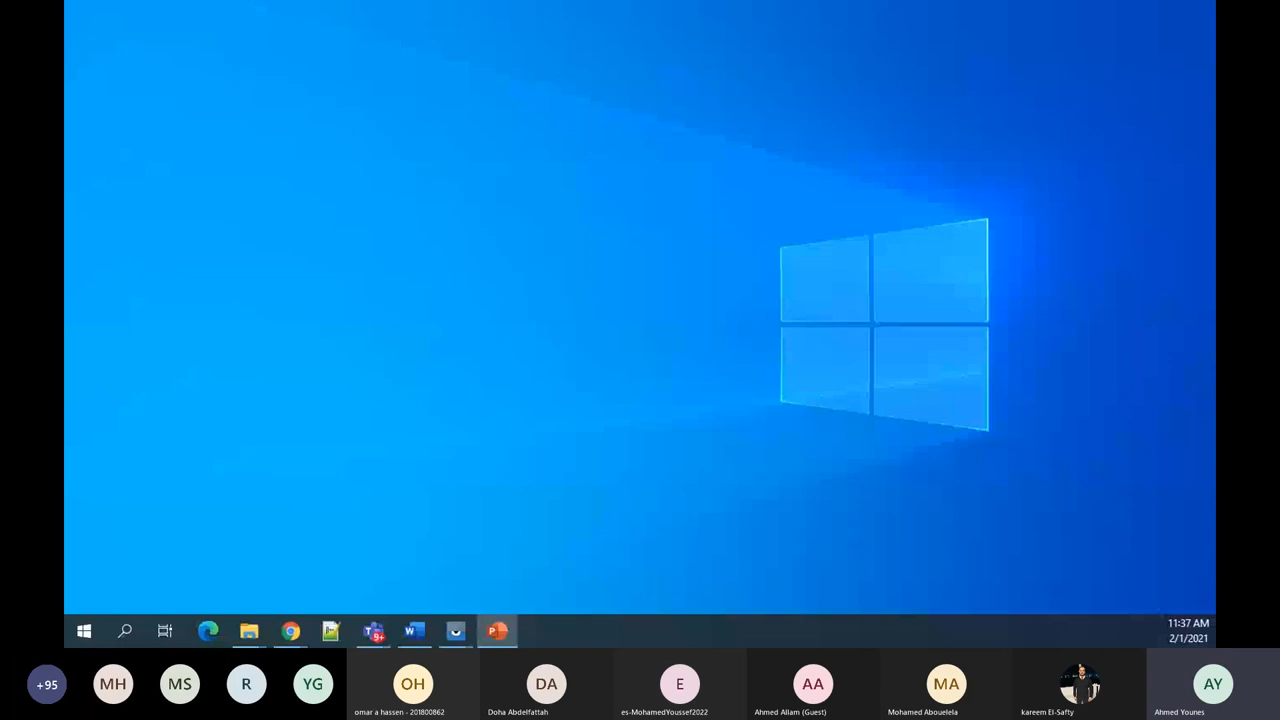 9+
11:37 AM
2/1/2021
+95
MH
MS
R
YG
OH
DA
E
AA
MA
AY
omar a hassen - 201800862
Doha Abdelfattah
es-MohamedYoussef2022
Ahmed Allam (Guest)
Mohamed Abouelela
kareem El-Safty
Ahmed Younes